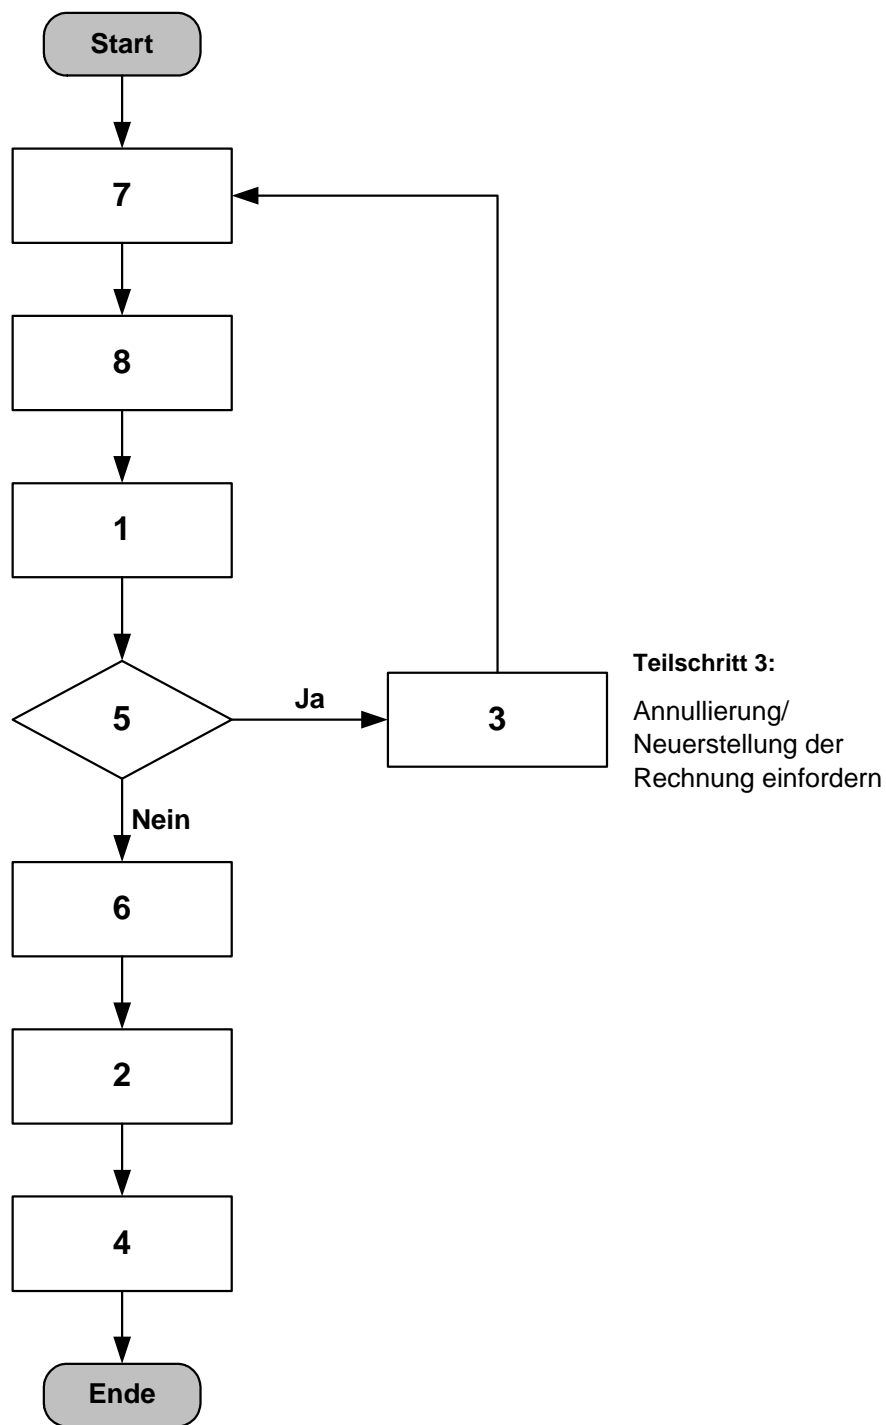 Start
7
8
1
5
Ja
3
Teilschritt 3:
Annullierung/
Neuerstellung der
Rechnung einfordern
Nein
6
2
4
Ende